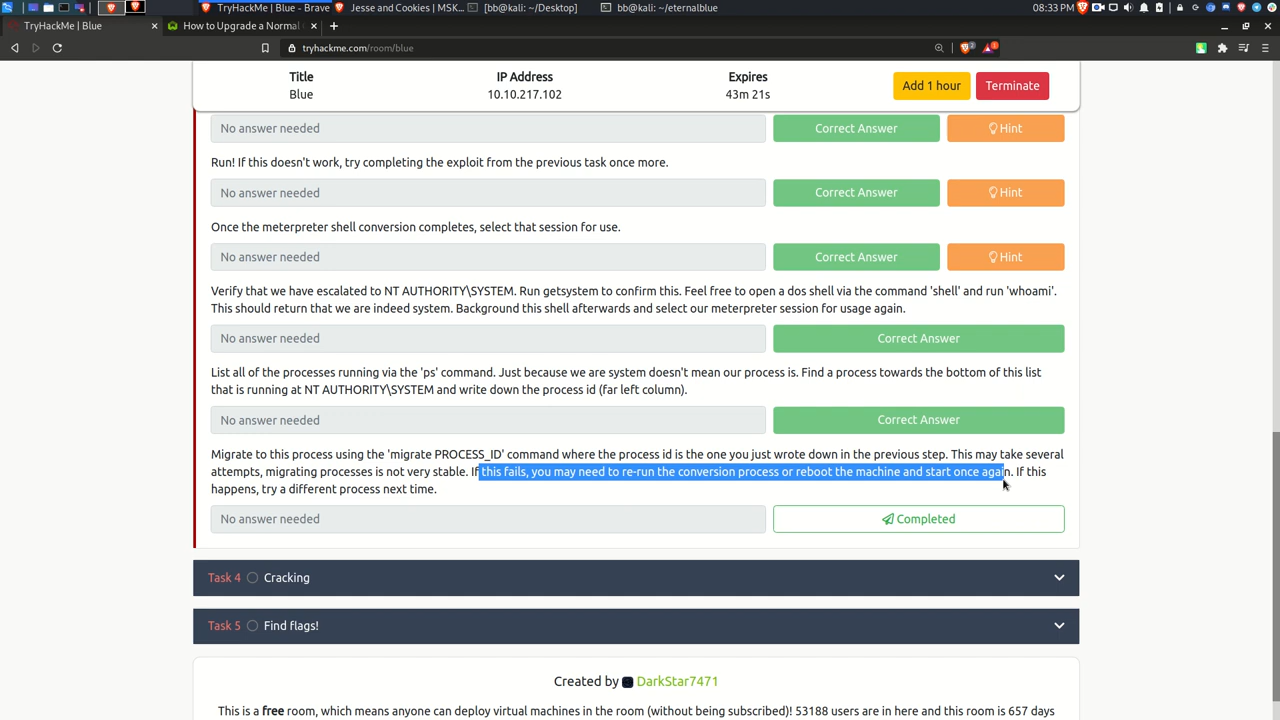 TryHackMe | Blue - Brave
Jesse and Cookies | MSK...
[bb@kali: ~/Desktop]
bb@kali: ~/eternalblue
08:33 PM
TryHackMe | Blue
How to Upgrade a Normal
tryhackme.com/room/blue
Title
IP Address
Expires
Blue
10.10.217.102
43m 21s
Add 1 hour
Terminate
No answer needed
Correct Answer
Hint
Run! If this doesn't work, try completing the exploit from the previous task once more.
No answer needed
Correct Answer
Hint
Once the meterpreter shell conversion completes, select that session for use.
No answer needed
Correct Answer
Hint
Verify that we have escalated to NT AUTHORITY\SYSTEM. Run getsystem to confirm this. Feel free to open a dos shell via the command 'shell' and run 'whoami'.
This should return that we are indeed system. Background this shell afterwards and select our meterpreter session for usage again.
No answer needed
Correct Answer
List all of the processes running via the 'ps' command. Just because we are system doesn't mean our process is. Find a process towards the bottom of this list
that is running at NT AUTHORITY\SYSTEM and write down the process id (far left column).
No answer needed
Correct Answer
Migrate to this process using the 'migrate PROCESS_ID' command where the process id is the one you just wrote down in the previous step. This may take several
attempts, migrating processes is not very stable. If this fails, you may need to re-run the conversion process or reboot the machine and start once again. If this
happens, try a different process next time.
No answer needed
Completed
Task 4
Cracking
Task 5
Find flags!
Created by DarkStar7471
This is a free room, which means anyone can deploy virtual machines in the room (without being subscribed)! 53188 users are in here and this room is 657 days